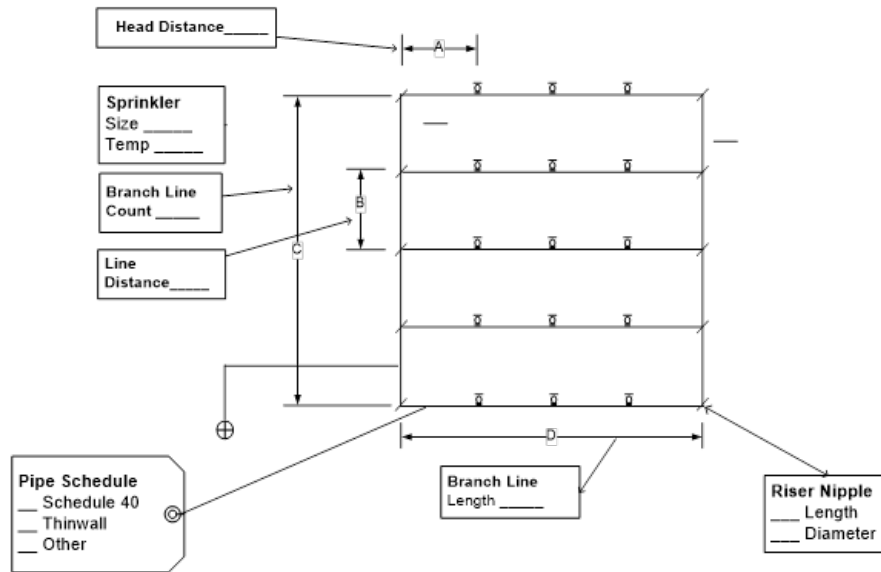 Head Distance_____
A
Sprinkler
Size _____
Temp _____
Branch Line
Count _____
B
C
Line
Distance_____
D
Pipe Schedule
__ Schedule 40
__ Thinwall
__ Other
Branch Line
Length _____
Riser Nipple
___ Length
___ Diameter